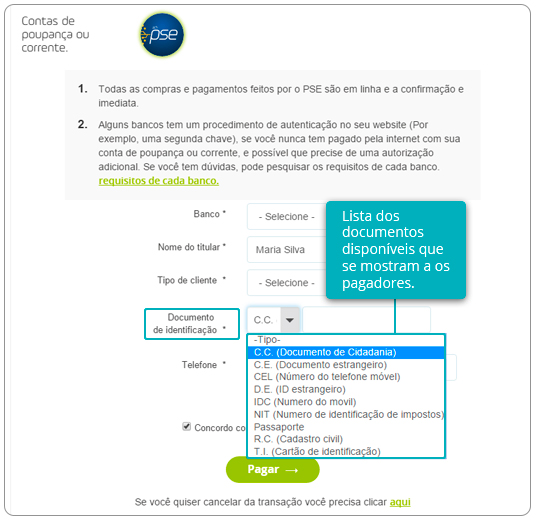 Contas de
poupança ou
corrente.
pse
1. Todas as compras e pagamentos feitos por o PSE são em linha e a confirmação e
imediata.
2. Alguns bancos tem um procedimento de autenticação no seu website (Por
exemplo, uma segunda chave), se você nunca tem pagado pela internet com sua
conta de poupança ou corrente, e possível que precise de uma autorização
adicional. Se você tem dúvidas, pode pesquisar os requisitos de cada banco.
requisitos de cada banco.
Banco *
- Selecione -
Lista dos
documentos
disponíveis que
se mostram a os
pagadores.
Nome do titular *
Maria Silva
Tipo de cliente *
- Selecione -
Documento
de identificação *
C.C.
-Tipo-
C.C. (Documento de Cidadania)
C.E. (Documento estrangeiro)
CEL (Número do telefone móvel)
D.E. (ID estrangeiro)
IDC (Numero do movil)
NIT (Numero de identificação de impostos)
Passaporte
R.C. (Cadastro civil)
T.I. (Cartão de identificação)
Telefone *
Concordo co
Pagar →
Se você quiser cancelar da transação você precisa clicar aqui